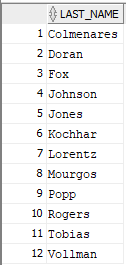 LAST_NAME
1 Colmenares
2 Doran
3 Fox
4 Johnson
5 Jones
6 Kochhar
7 Lorentz
8 Mourgos
9 Popp
10 Rogers
11 Tobias
12 Vollman